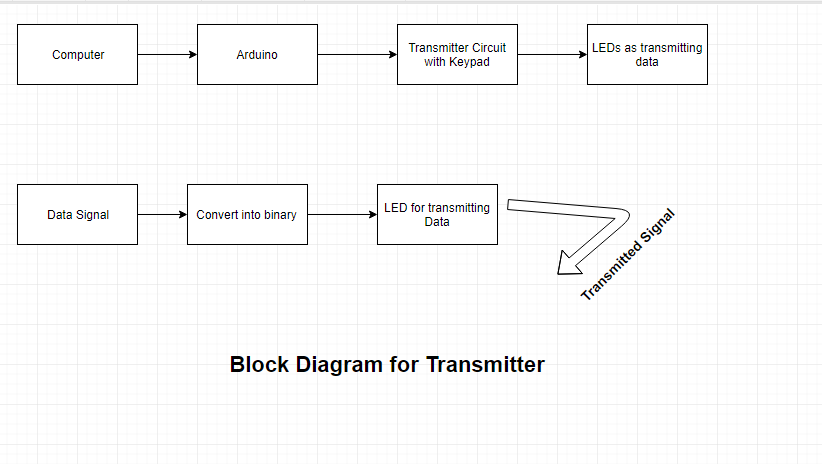 Computer
Arduino
Transmitter Circuit
with Keypad
LEDs as transmitting
data
Data Signal
Convert into binary
LED for transmitting
Data
Transmitted Signal
Block Diagram for Transmitter